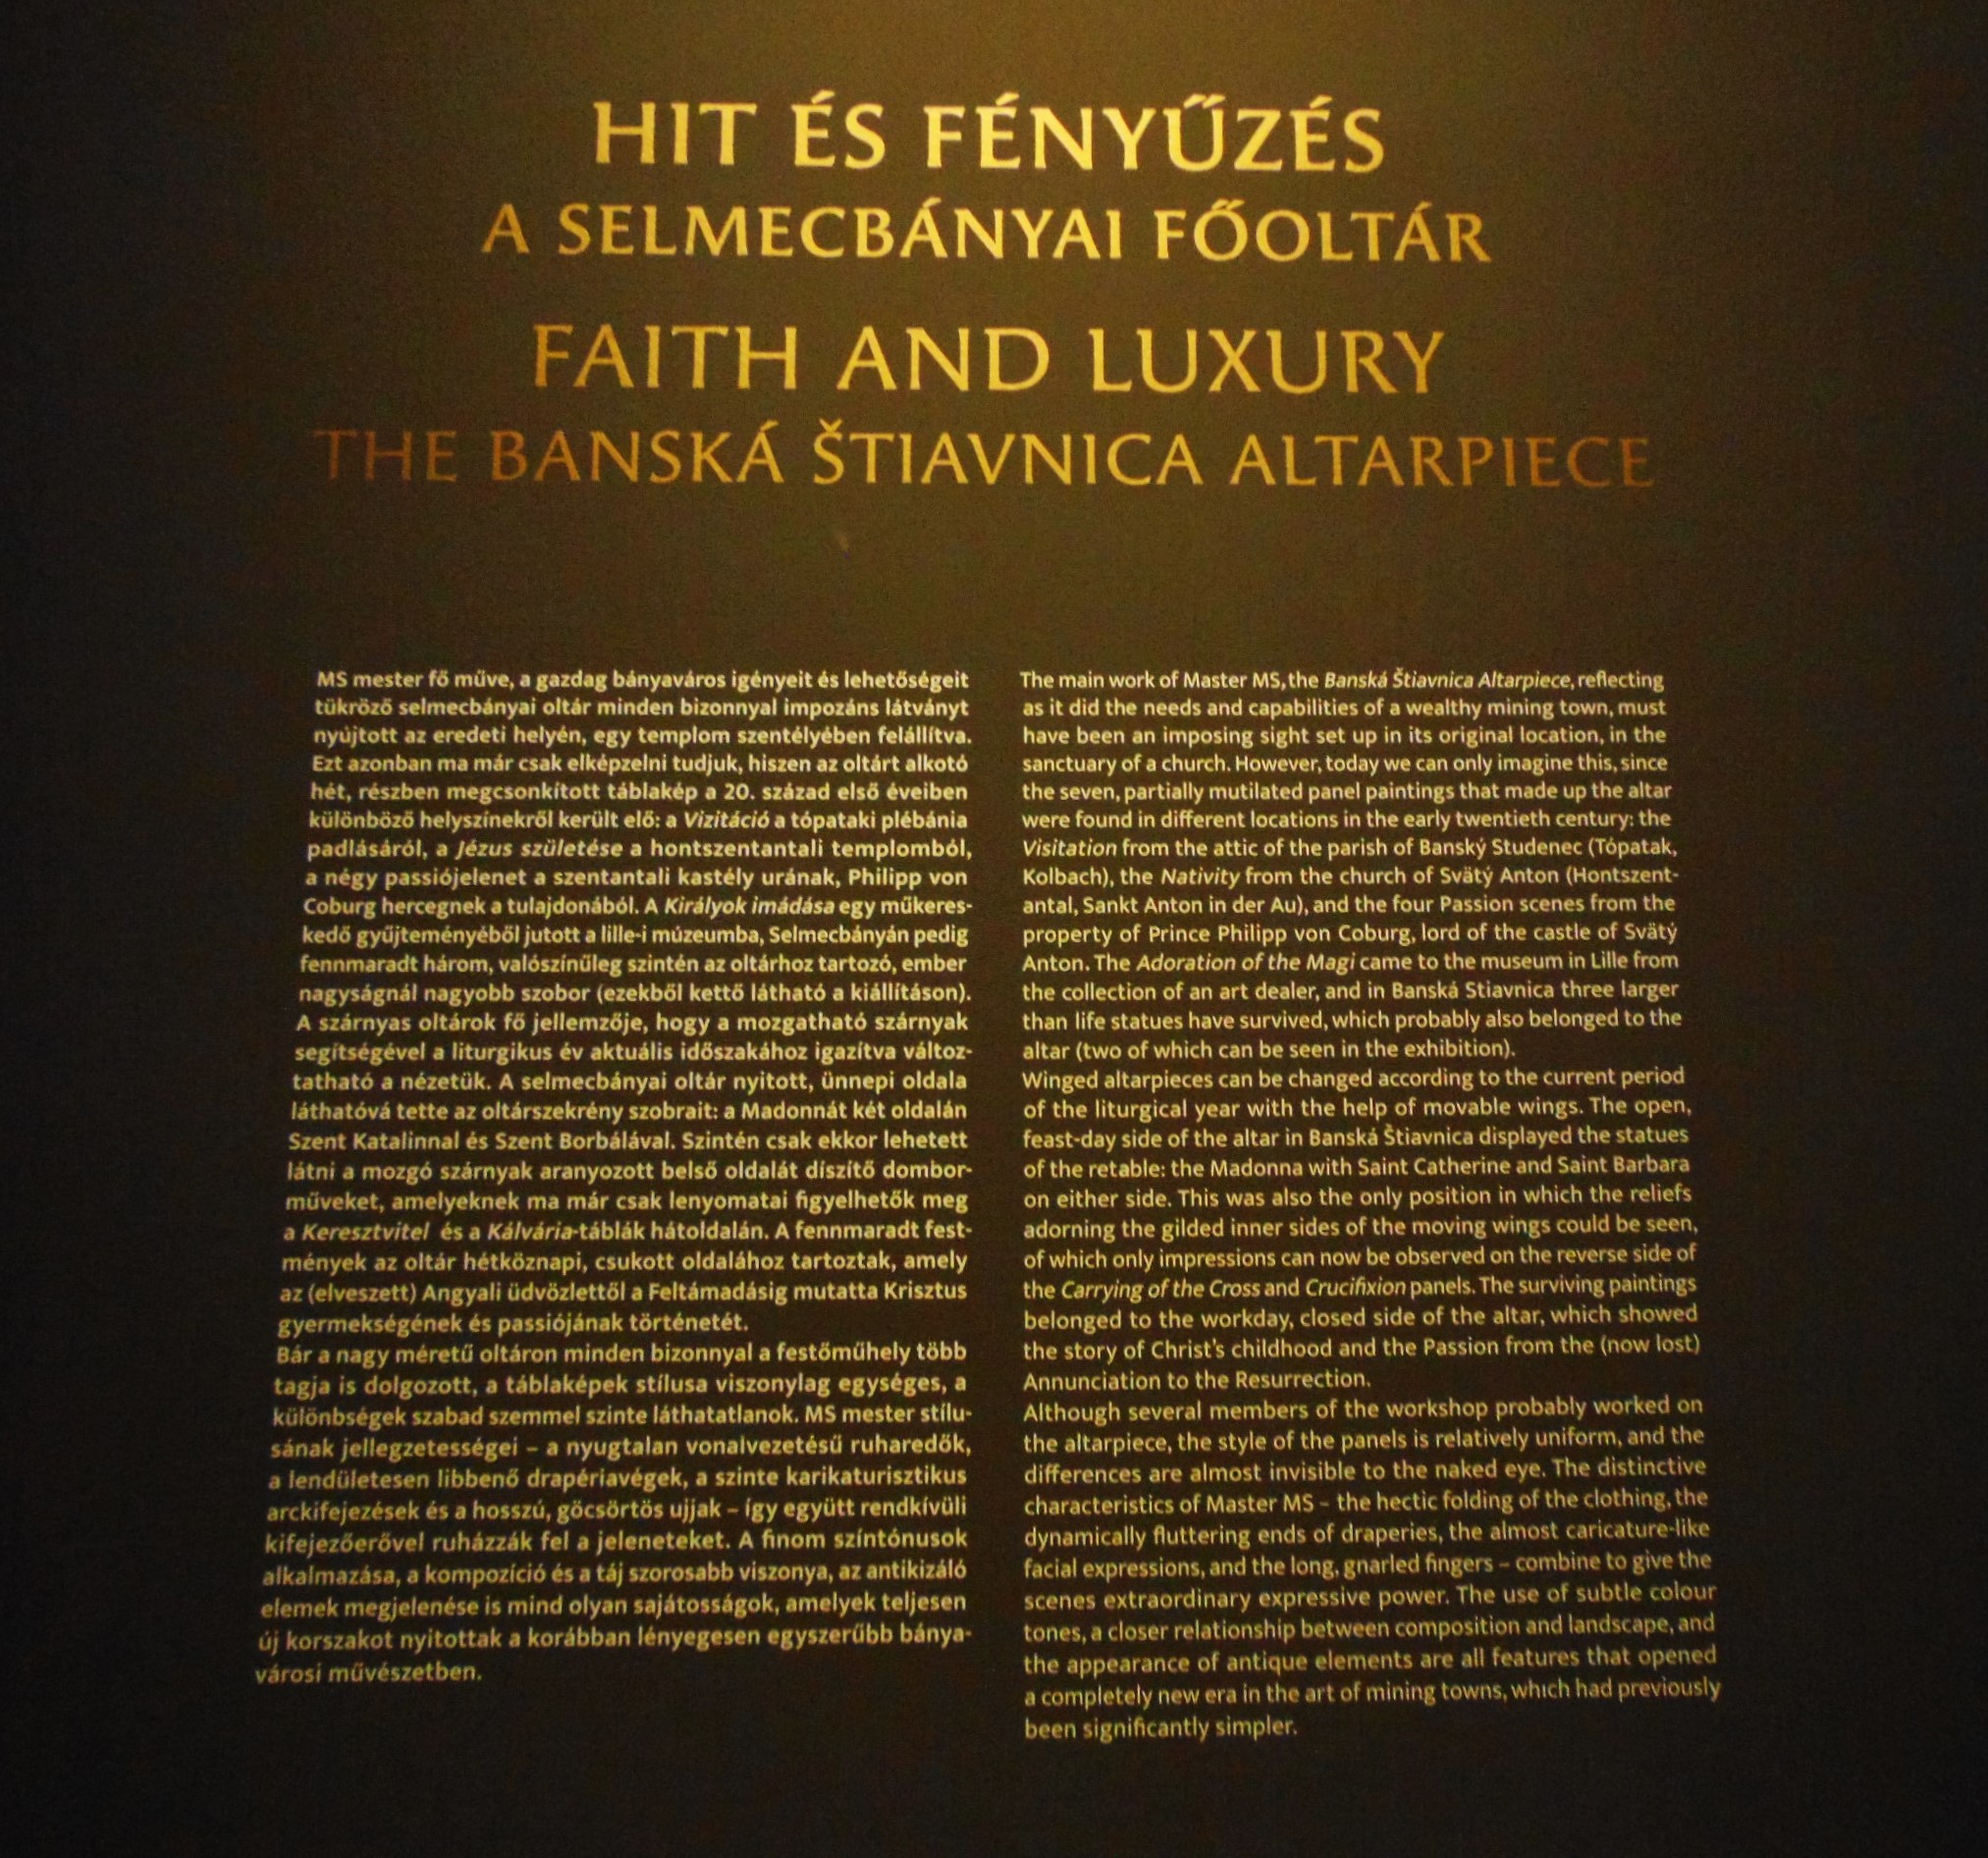 HIT ÉS FÉNYŰZÉS
A SELMECBÁNYAI FŐOLTÁR
FAITH AND LUXURY
THE BANSKÁ ŠTIAVNICA ALTARPIECE
MS mester fő műve, a gazdag bányaváros igényeit és lehetőségeit
tükröző selmecbányai oltár minden bizonnyal impozáns látványt
nyújtott az eredeti helyén, egy templom szentélyében felállítva.
Ezt azonban ma már csak elképzelni tudjuk, hiszen az oltárt alkotó
hét, részben megcsonkított táblakép a 20. század első éveiben
különböző helyszínekről került elő: a Vizitáció a tópataki plébánia
padlásáról, a Jézus születése a hontszentantali templomból,
a négy passiójelenet a szentantali kastély urának, Philipp von
Coburg hercegnek a tulajdonából. A Királyok imádása egy műkeres-
kedő gyűjteményéből jutott a lille-i múzeumba, Selmecbányán pedig
fennmaradt három, valószínűleg szintén az oltárhoz tartozó, ember
nagyságnál nagyobb szobor (ezekből kettő látható a kiállításon).
A szárnyas oltárok fő jellemzője, hogy a mozgatható szárnyak
segítségével a liturgikus év aktuális időszakához igazítva változ-
tatható a nézetük. A selmecbányai oltár nyitott, ünnepi oldala
láthatóvá tette az oltárszekrény szobrait: a Madonnát két oldalán
Szent Katalinnal és Szent Borbálával. Szintén csak ekkor lehetett
látni a mozgó szárnyak aranyozott belső oldalát díszítő dombor-
műveket, amelyeknek ma már csak lenyomatai figyelhetők meg
a Keresztvitel és a Kálvária-táblák hátoldalán. A fennmaradt fest-
mények az oltár hétköznapi, csukott oldalához tartoztak, amely
az (elveszett) Angyali üdvözlettől a Feltámadásig mutatta Krisztus
gyermekségének és passiójának történetét.
Bár a nagy méretű oltáron minden bizonnyal a festőműhely több
tagja is dolgozott, a táblaképek stílusa viszonylag egységes, a
különbségek szabad szemmel szinte láthatatlanok. MS mester stílu-
sának jellegzetességei – a nyugtalan vonalvezetésű ruharedők,
a lendületesen libbenő drapériavégek, a szinte karikaturisztikus
arckifejezések és a hosszú, göcsörtös ujjak – így együtt rendkívüli
kifejezőerővel ruházzák fel a jeleneteket. A finom színtónusok
alkalmazása, a kompozíció és a táj szorosabb viszonya, az antikizáló
elemek megjelenése is mind olyan sajátosságok, amelyek teljesen
új korszakot nyitottak a korábban lényegesen egyszerűbb bánya-
városi művészetben.
The main work of Master MS, the Banská Štiavnica Altarpiece, reflecting
as it did the needs and capabilities of a wealthy mining town, must
have been an imposing sight set up in its original location, in the
sanctuary of a church. However, today we can only imagine this, since
the seven, partially mutilated panel paintings that made up the altar
were found in different locations in the early twentieth century: the
Visitation from the attic of the parish of Banský Studenec (Tópatak,
Kolbach), the Nativity from the church of Svätý Anton (Hontszent-
antal, Sankt Anton in der Au), and the four Passion scenes from the
property of Prince Philipp von Coburg, lord of the castle of Svätý
Anton. The Adoration of the Magi came to the museum in Lille from
the collection of an art dealer, and in Banská Stiavnica three larger
than life statues have survived, which probably also belonged to the
altar (two of which can be seen in the exhibition).
Winged altarpieces can be changed according to the current period
of the liturgical year with the help of movable wings. The open,
feast-day side of the altar in Banská Štiavnica displayed the statues
of the retable: the Madonna with Saint Catherine and Saint Barbara
on either side. This was also the only position in which the reliefs
adorning the gilded inner sides of the moving wings could be seen,
of which only impressions can now be observed on the reverse side of
the Carrying of the Cross and Crucifixion panels. The surviving paintings
belonged to the workday, closed side of the altar, which showed
the story of Christ's childhood and the Passion from the (now lost)
Annunciation to the Resurrection.
Although several members of the workshop probably worked on
the altarpiece, the style of the panels is relatively uniform, and the
differences are almost invisible to the naked eye. The distinctive
characteristics of Master MS – the hectic folding of the clothing, the
dynamically fluttering ends of draperies, the almost caricature-like
facial expressions, and the long, gnarled fingers – combine to give the
scenes extraordinary expressive power. The use of subtle colour
tones, a closer relationship between composition and landscape, and
the appearance of antique elements are all features that opened
a completely new era in the art of mining towns, which had previously
been significantly simpler.